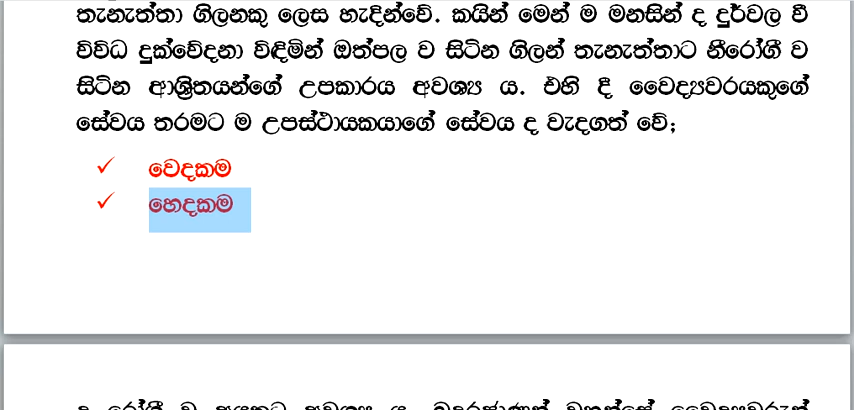 තැනැත්තා ගිලනකු ලෙස හැදින්වේ. කයින් මෙන් ම මනසින් ද දුර්වල වී
විවිධ දුක්වේදනා විඳිමින් ඔත්පල ව සිටින ගිලන් තැනැත්තාට නීරෝගී ව
සිටින ආශ්‍රිතයන්ගේ උපකාරය අවශ්‍ය ය. එහි දී වෛද්‍යවරයකුගේ
සේවය තරමට ම උපස්ථායකයාගේ සේවය ද වැදගත් වේ;
✓ වෙදකම
✓ හෙදකම